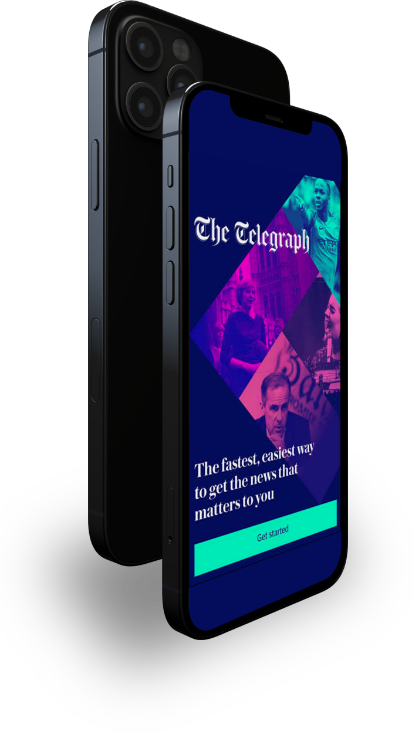 The Telegraph
The fastest, easiest way
to get the news that
matters to you
Get started